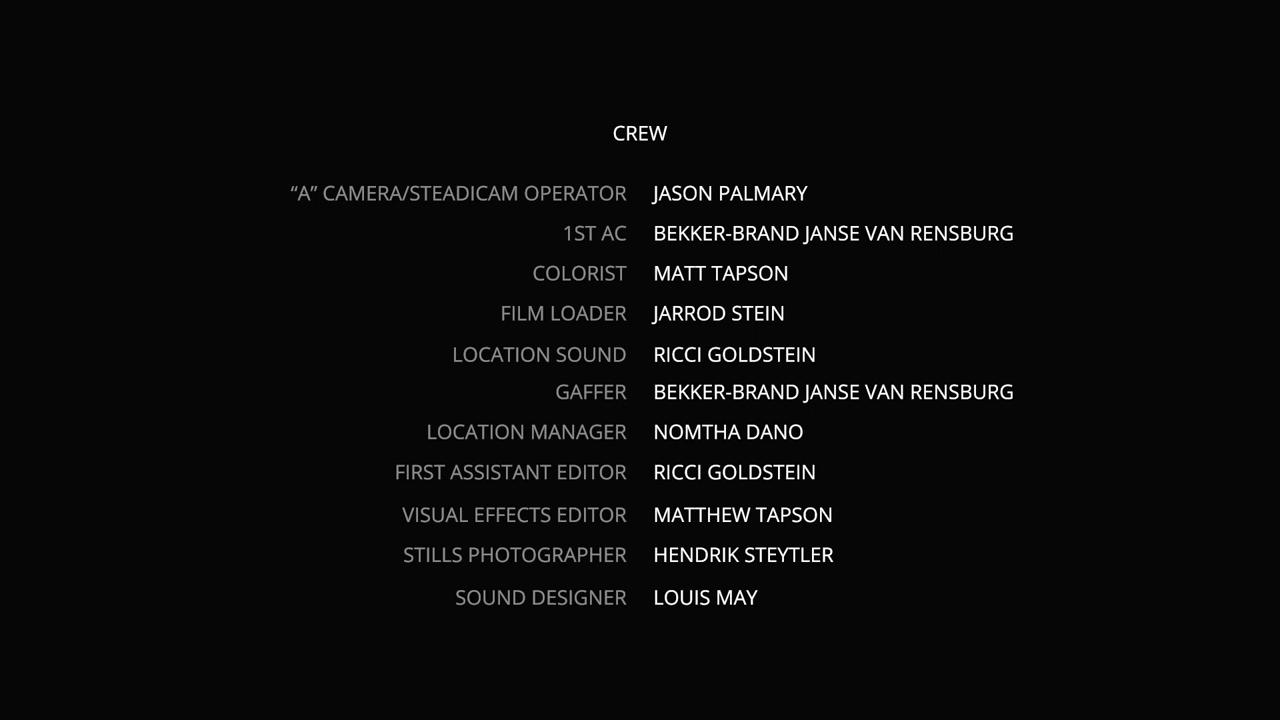 CREW
“A” CAMERA/STEADICAM OPERATOR JASON PALMARY
1ST AC BEKKER-BRAND JANSE VAN RENSBURG
COLORIST MATT TAPSON
FILM LOADER JARROD STEIN
LOCATION SOUND RICCI GOLDSTEIN
GAFFER BEKKER-BRAND JANSE VAN RENSBURG
LOCATION MANAGER NOMTHA DANO
FIRST ASSISTANT EDITOR RICCI GOLDSTEIN
VISUAL EFFECTS EDITOR MATTHEW TAPSON
STILLS PHOTOGRAPHER HENDRIK STEYTLER
SOUND DESIGNER LOUIS MAY